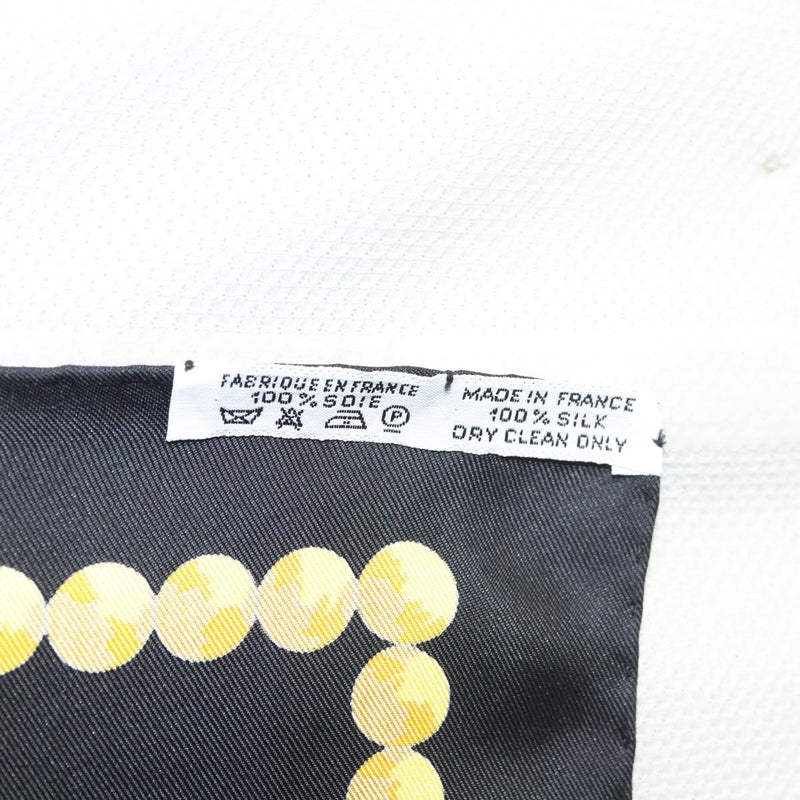 FABRIQUE EN FRANCE
100% SOIE
P
MADE IN FRANCE
100% SILK
DRY CLEAN ONLY